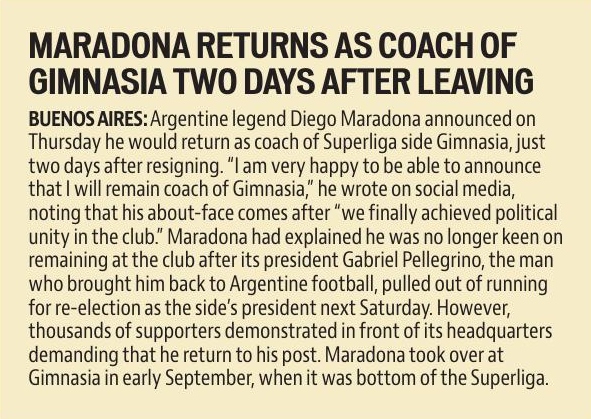 MARADONA RETURNS AS COACH OF
GIMNASIA TWO DAYS AFTER LEAVING
BUENOS AIRES: Argentine legend Diego Maradona announced on
Thursday he would return as coach of Superliga side Gimnasia, just
two days after resigning. “I am very happy to be able to announce
that I will remain coach of Gimnasia,” he wrote on social media,
noting that his about-face comes after “we finally achieved political
unity in the club.” Maradona had explained he was no longer keen on
remaining at the club after its president Gabriel Pellegrino, the man
who brought him back to Argentine football, pulled out of running
for re-election as the side’s president next Saturday. However,
thousands of supporters demonstrated in front of its headquarters
demanding that he return to his post. Maradona took over at
Gimnasia in early September, when it was bottom of the Superliga.